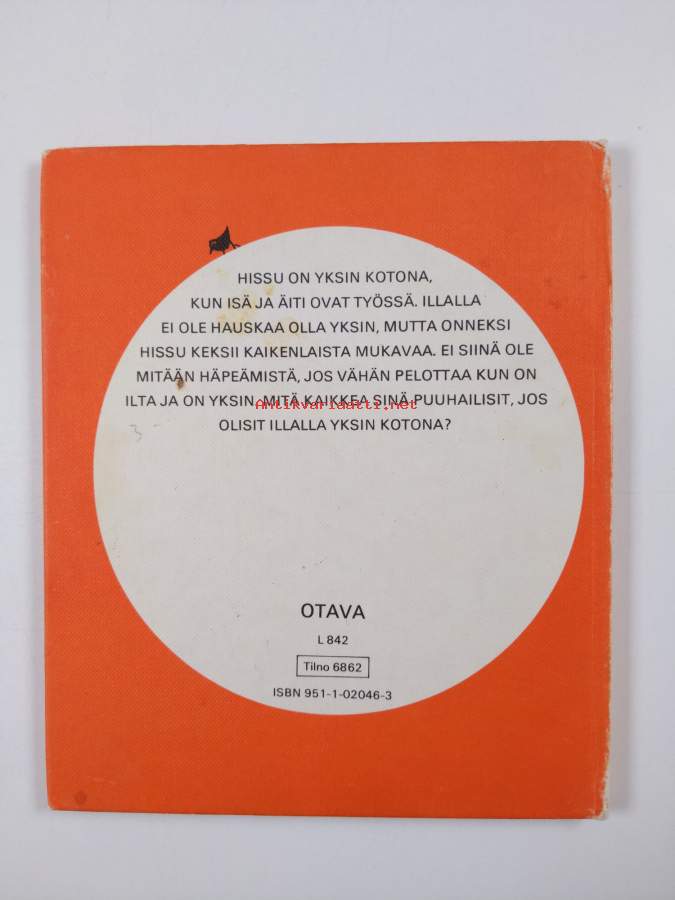 HISSU ON YKSIN KOTONA,
KUN ISÄ JA ÄITI OVAT TYÖSSÄ. ILLALLA
EI OLE HAUSKAA OLLA YKSIN, MUTTA ONNEKSI
HISSU KEKSII KAIKENLAISTA MUKAVAA. EI SIINÄ OLE
MITÄÄN HÄPEÄMISTÄ, JOS VÄHÄN PELOTTAA KUN ON
ILTA JA ON YKSIN. MITÄ KAIKKEA SINÄ PUUHAILISIT, JOS
Antikvariaatti.net
OLISIT ILLALLA YKSIN KOTONA?
3
OTAVA
L 842
Tilno 6862
ISBN 951-1-02046-3